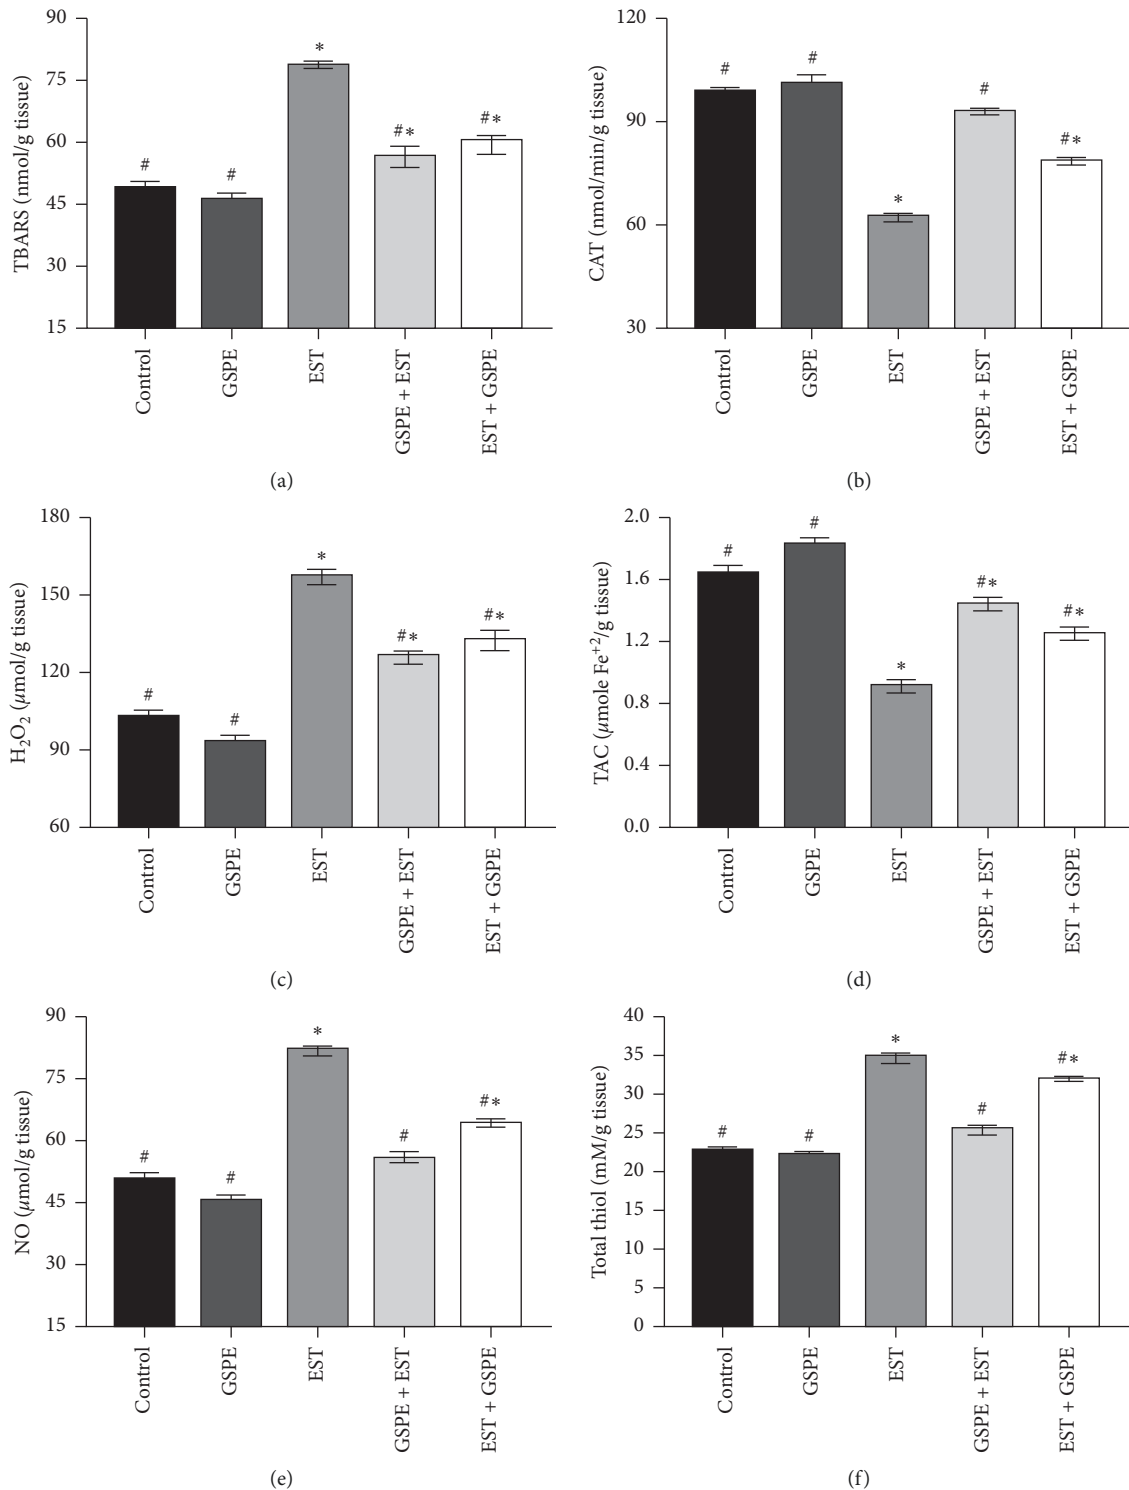 TBARS (nmol/g tissue)
90
75
60
45
30
15
#
#
*
#*
#*
Control
GSPE
EST
GSPE + EST
EST + GSPE
(a)
CAT (nmol/min/g tissue)
120
90
60
30
#
#
*
#
#*
Control
GSPE
EST
GSPE + EST
EST + GSPE
(b)
H₂O₂ (μmol/g tissue)
180
150
120
90
60
#
#
*
#*
#*
Control
GSPE
EST
GSPE + EST
EST + GSPE
(c)
TAC (μmole Fe⁺²/g tissue)
2.0
1.6
1.2
0.8
0.4
0.0
#
#
*
#*
#*
Control
GSPE
EST
GSPE + EST
EST + GSPE
(d)
NO (μmol/g tissue)
90
75
60
45
30
15
#
#
*
#
#*
Control
GSPE
EST
GSPE + EST
EST + GSPE
(e)
Total thiol (mM/g tissue)
40
35
30
25
20
15
10
5
0
#
#
*
#
#*
Control
GSPE
EST
GSPE + EST
EST + GSPE
(f)